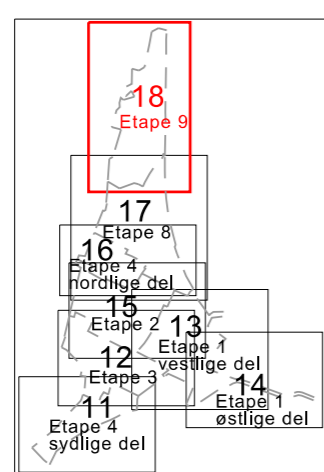 18
Etape 9
17
Etape 8
16
Etape 4
nordlige del
15
Etape 2
13
Etape 1
vestlige del
12
Etape 3
14
Etape 1
østlige del
11
Etape 4
sydlige del